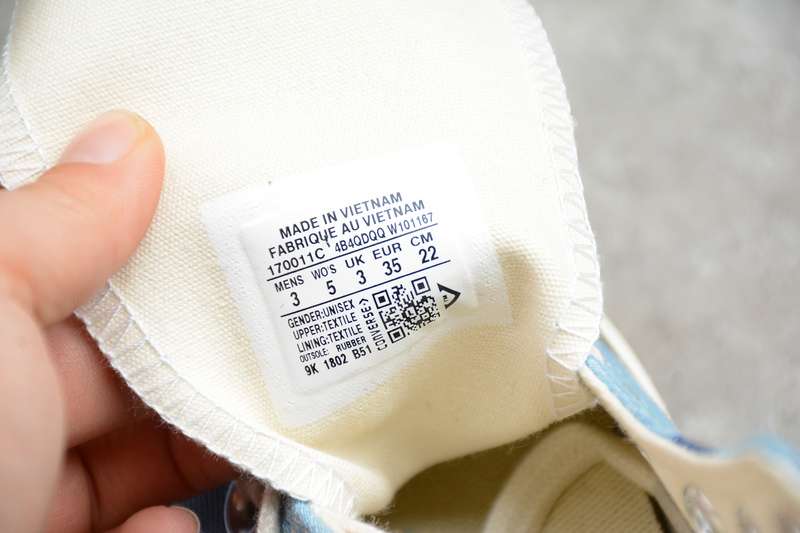 MADE IN VIETNAM
FABRIQUE AU VIETNAM
170011C 4B4QDQQ W101167
MENS WO'S UK EUR CM
3 5 3 35 22
GENDER:UNISEX
UPPER:TEXTILE
LINING:TEXTILE
OUTSOLE: RUBBER
9K 1802 B51
CONVERSE